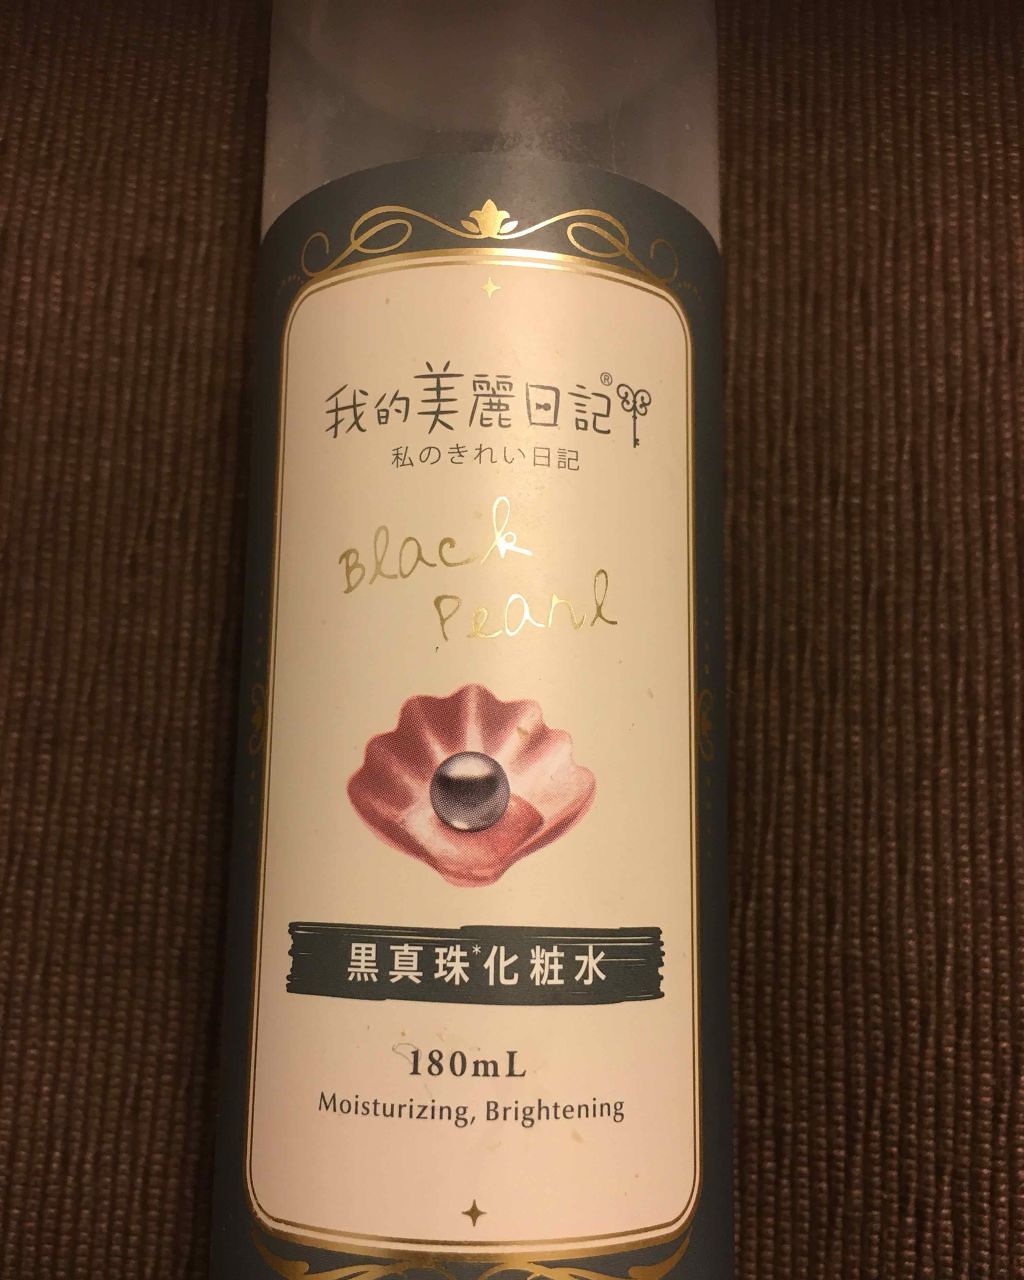 我的美麗日記®
私のきれい日記
Black
Pearl
黒真珠*化粧水
180mL
Moisturizing, Brightening